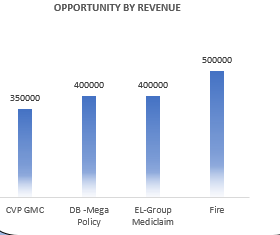 OPPORTUNITY BY REVENUE
500000
400000
400000
350000
CVP GMC
DB -Mega
Policy
EL-Group
Mediclaim
Fire